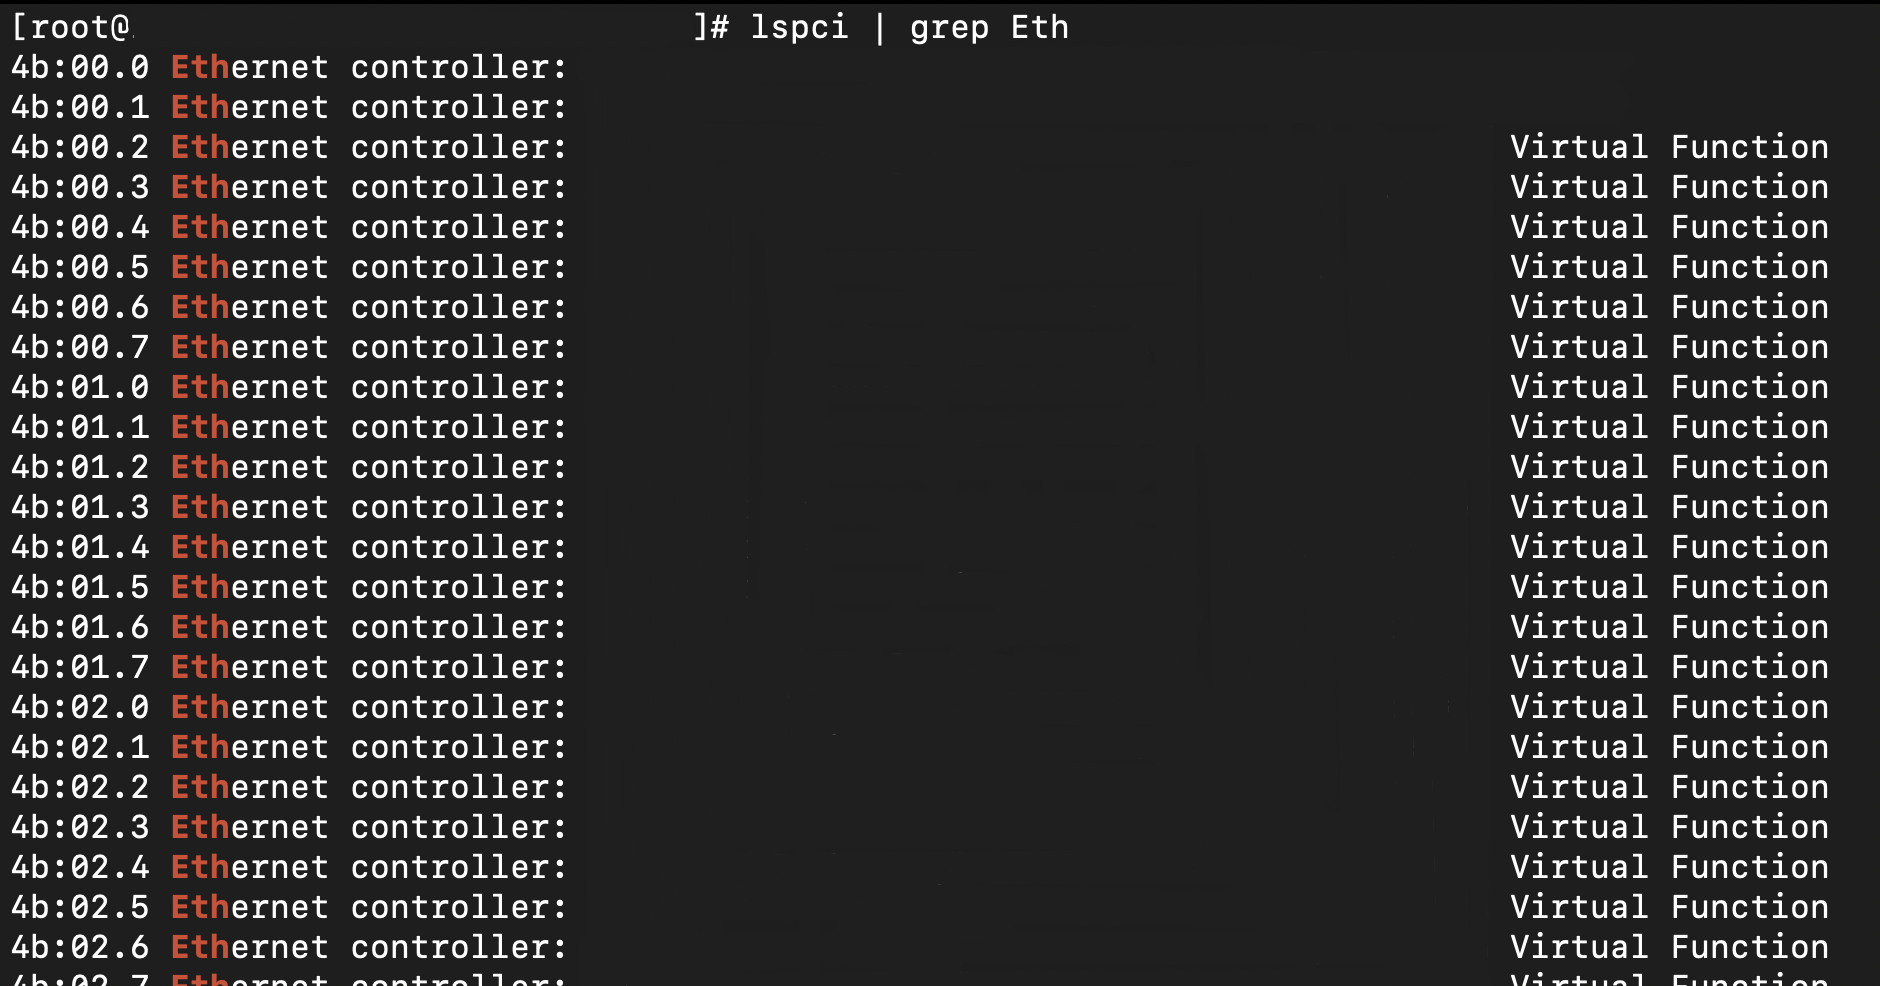 [root@ ]# lspci | grep Eth
4b:00.0 Ethernet controller:
4b:00.1 Ethernet controller:
4b:00.2 Ethernet controller: Virtual Function
4b:00.3 Ethernet controller: Virtual Function
4b:00.4 Ethernet controller: Virtual Function
4b:00.5 Ethernet controller: Virtual Function
4b:00.6 Ethernet controller: Virtual Function
4b:00.7 Ethernet controller: Virtual Function
4b:01.0 Ethernet controller: Virtual Function
4b:01.1 Ethernet controller: Virtual Function
4b:01.2 Ethernet controller: Virtual Function
4b:01.3 Ethernet controller: Virtual Function
4b:01.4 Ethernet controller: Virtual Function
4b:01.5 Ethernet controller: Virtual Function
4b:01.6 Ethernet controller: Virtual Function
4b:01.7 Ethernet controller: Virtual Function
4b:02.0 Ethernet controller: Virtual Function
4b:02.1 Ethernet controller: Virtual Function
4b:02.2 Ethernet controller: Virtual Function
4b:02.3 Ethernet controller: Virtual Function
4b:02.4 Ethernet controller: Virtual Function
4b:02.5 Ethernet controller: Virtual Function
4b:02.6 Ethernet controller: Virtual Function
4b:02.7 Ethernet controller: Virtual Function